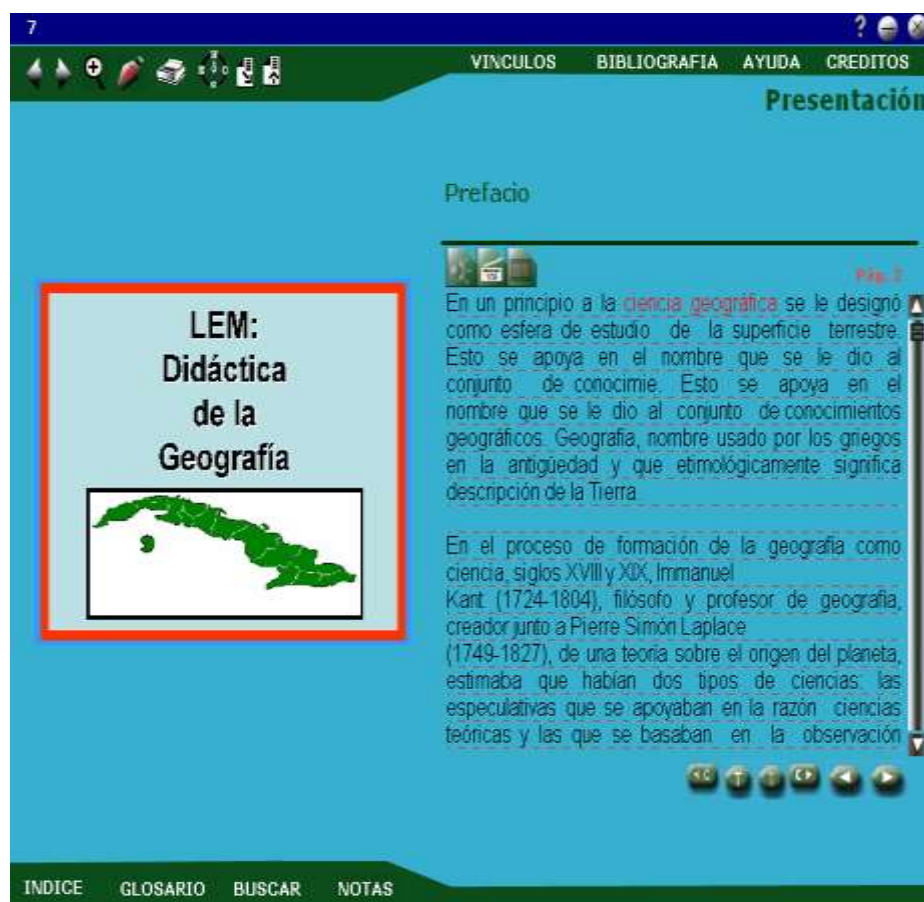 7
?
VINCULOS BIBLIOGRAFIA AYUDA CREDITOS
Presentación
Prefacio
LEM:
Didáctica
de la
Geografía
Pág. 2
En un principio a la ciencia geográfica se le designó
como esfera de estudio de la superficie terrestre.
Esto se apoya en el nombre que se le dio al
conjunto de conocimie. Esto se apoya en el
nombre que se le dio al conjunto de conocimientos
geográficos. Geografía, nombre usado por los griegos
en la antigüedad y que etimológicamente significa
descripción de la Tierra.
En el proceso de formación de la geografía como
ciencia, siglos XVIII y XIX, Immanuel
Kant (1724-1804), filósofo y profesor de geografía,
creador junto a Pierre Simón Laplace
(1749-1827), de una teoría sobre el origen del planeta,
estimaba que habían dos tipos de ciencias: las
especulativas que se apoyaban en la razón ciencias
teóricas y las que se basaban en la observación
INDICE GLOSARIO BUSCAR NOTAS